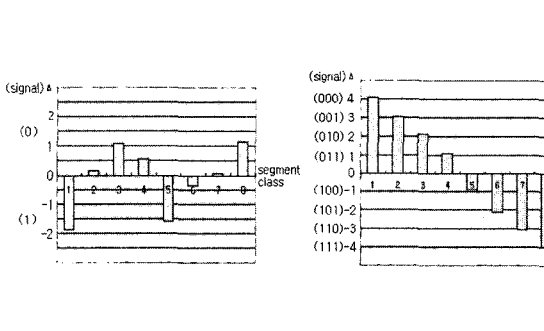 (signal)
2
(0)
1
0
segment
class
1 2 3 4 5 6 7 8
-1
(1)
-2
(signal)
(000) 4
(001) 3
(010) 2
(011) 1
0
1 2 3 4 5 6 7
(100)-1
(101)-2
(110)-3
(111)-4